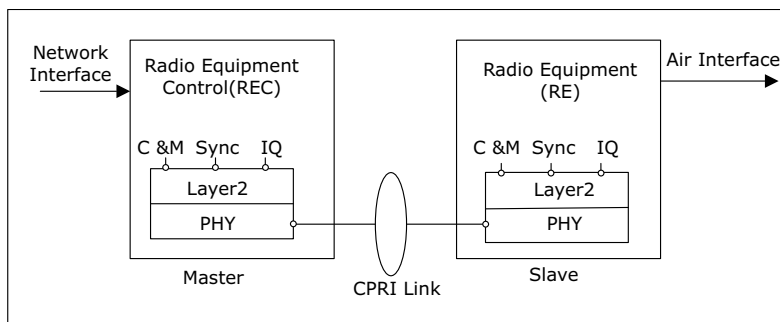 Network
Interface
Radio Equipment
Control(REC)
C &M Sync IQ
Layer2
PHY
Master
CPRI Link
Radio Equipment
(RE)
C &M Sync IQ
Layer2
PHY
Slave
Air Interface